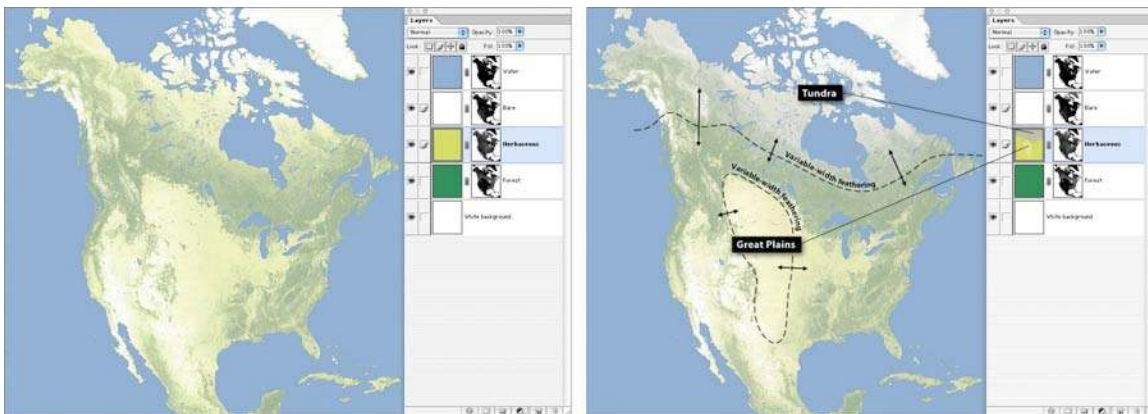 Layers
Normal
Opacity: 100%
Lock:
Fill: 100%
Water
Bare
Herbaceous
Forest
White background
Layers
Normal
Opacity: 100%
Lock:
Fill: 100%
Water
Bare
Herbaceous
Forest
White background
Tundra
Variable-width feathering
Variable-width feathering
Great Plains